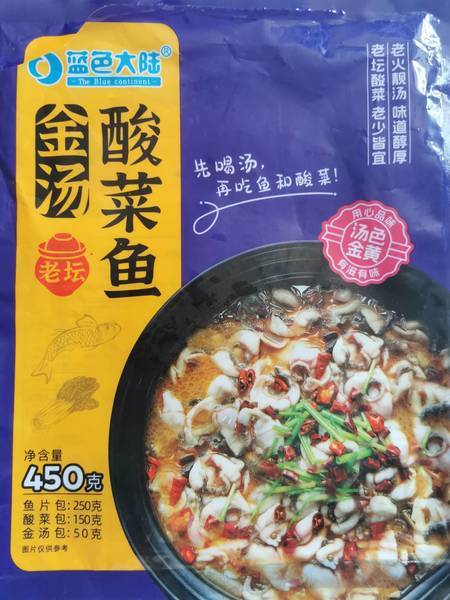 蓝色大陆®
The Blue continent
老火靓汤 味道醇厚
老坛酸菜 老少皆宜
酸菜鱼
金汤
老坛
先喝汤，
再吃鱼和酸菜!
用心品味
汤色
金黄
有滋有味
净含量
450克
鱼片包:250克
酸菜包:150克
金汤包:50克
图片仅供参考